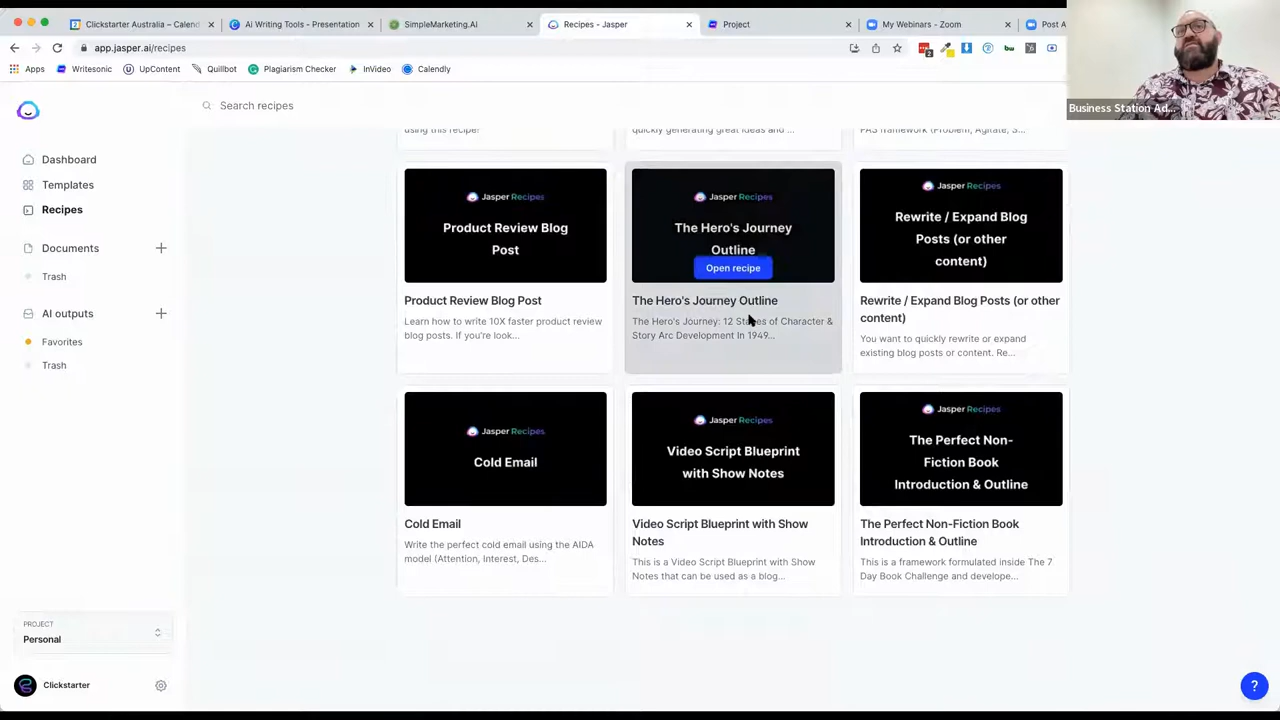 Clickstarter Australia – Calend
Ai Writing Tools - Presentation
SimpleMarketing.AI
Recipes - Jasper
Project
My Webinars - Zoom
Post A
app.jasper.ai/recipes
Apps
Writesonic
UpContent
Quillbot
Plagiarism Checker
InVideo
Calendly
Business Station Ad...
Search recipes
Dashboard
Templates
Recipes
Documents
Trash
AI outputs
Favorites
Trash
PROJECT
Personal
Clickstarter
using this recipe!
quickly generating great ideas and ...
PAS framework (Problem, Agitate, S...
Jasper Recipes
Product Review Blog
Post
Product Review Blog Post
Learn how to write 10X faster product
review blog posts. If you're look...
Jasper Recipes
The Hero's Journey
Outline
Open recipe
The Hero's Journey Outline
The Hero's Journey: 12 Stages of Character &
Story Arc Development In 1949...
Jasper Recipes
Rewrite / Expand Blog
Posts (or other
content)
Rewrite / Expand Blog Posts (or other
content)
You want to quickly rewrite or expand
existing blog posts or content. Re...
Jasper Recipes
Cold Email
Cold Email
Write the perfect cold email using the AIDA
model (Attention, Interest, Des...
Jasper Recipes
Video Script Blueprint
with Show Notes
Video Script Blueprint with Show
Notes
This is a Video Script Blueprint with Show
Notes that can be used as a blog...
Jasper Recipes
The Perfect Non-
Fiction Book
Introduction & Outline
The Perfect Non-Fiction Book
Introduction & Outline
This is a framework formulated inside The 7
Day Book Challenge and develope...
?